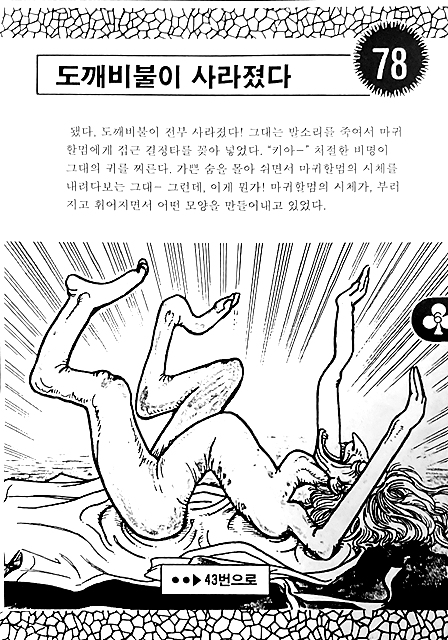 78
도깨비불이 사라졌다
됐다. 도깨비불이 전부 사라졌다! 그대는 발소리를 죽여서 마귀
할멈에게 접근 결정타를 꽂아 넣었다. "키야―" 처절한 비명이
그대의 귀를 찌른다. 가쁜 숨을 몰아 쉬면서 마귀할멈의 시체를
내려다보는 그대― 그런데, 이게 뭔가! 마귀할멈의 시체가, 부러
지고 휘어지면서 어떤 모양을 만들어내고 있었다.
●●▶ 43번으로